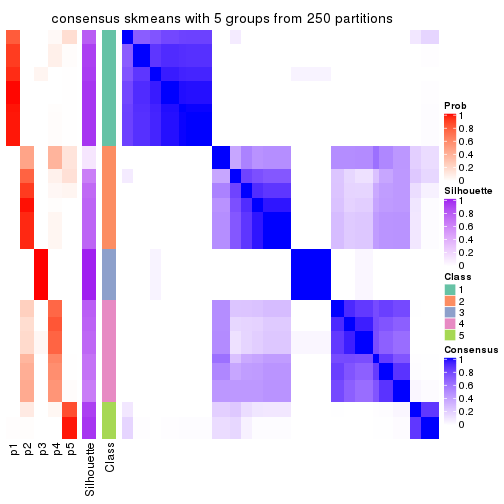 consensus skmeans with 5 groups from 250 partitions
Prob
1
0.8
0.6
0.4
0.2
0
Silhouette
1
0.8
0.6
0.4
0.2
0
Class
1
2
3
4
5
Consensus
1
0.8
0.6
0.4
0.2
0
p1
p2
p3
p4
p5
Silhouette
Class